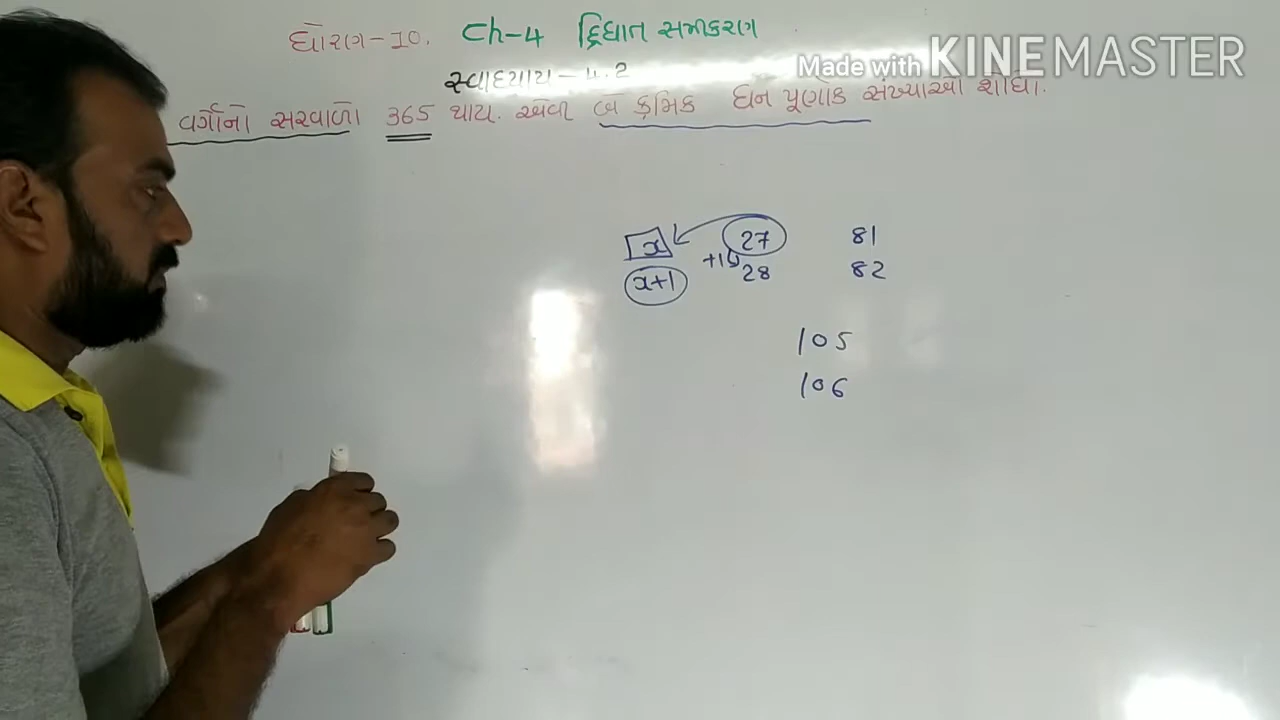 ધોરણ-10. Ch-4 દ્વિઘાત સમીકરણ
Made with KINEMASTER
સ્વાધ્યાય-4.2
વર્ગોનો સરવાળો 365 થાય. એવી બે ક્રમિક ધન પૂર્ણાંક સંખ્યાઓ શોધો.
x 27 81
x+1 +1 28 82
105
106